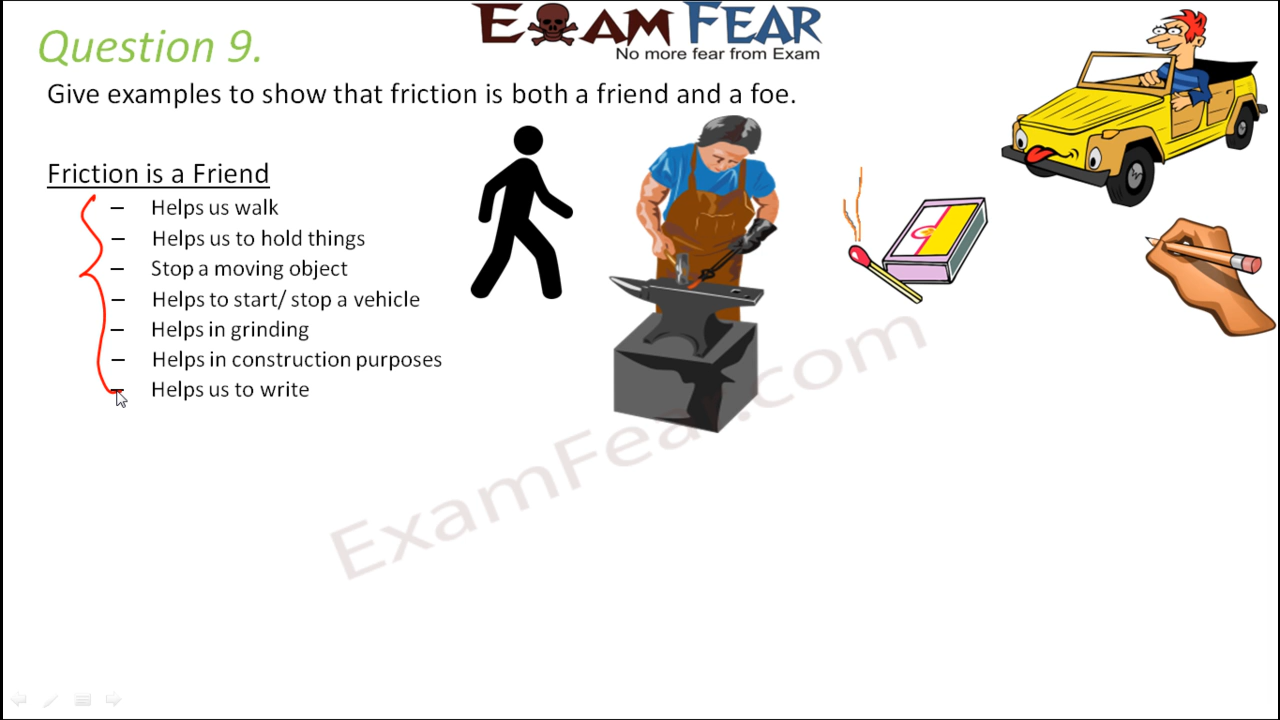 Question 9.
EXAM FEAR
No more fear from Exam
Give examples to show that friction is both a friend and a foe.
Friction is a Friend
– Helps us walk
– Helps us to hold things
– Stop a moving object
– Helps to start/ stop a vehicle
– Helps in grinding
– Helps in construction purposes
– Helps us to write
ExamFear.com